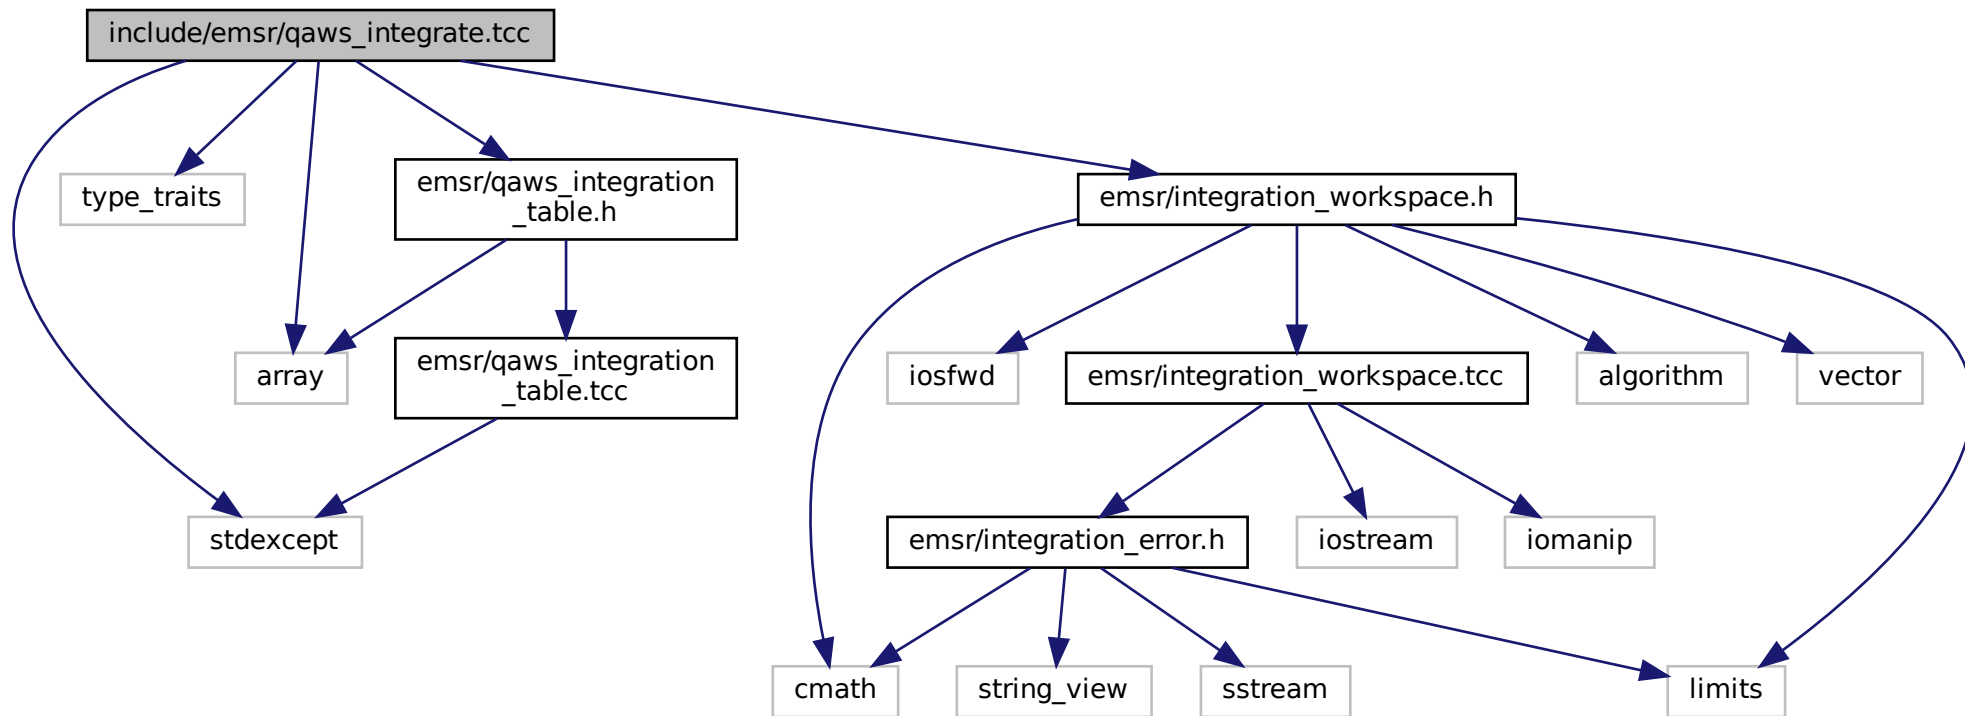 include/emsr/qaws_integrate.tcc
type_traits
emsr/qaws_integration
_table.h
emsr/integration_workspace.h
array
emsr/qaws_integration
_table.tcc
iosfwd
emsr/integration_workspace.tcc
algorithm
vector
stdexcept
emsr/integration_error.h
iostream
iomanip
cmath
string_view
sstream
limits